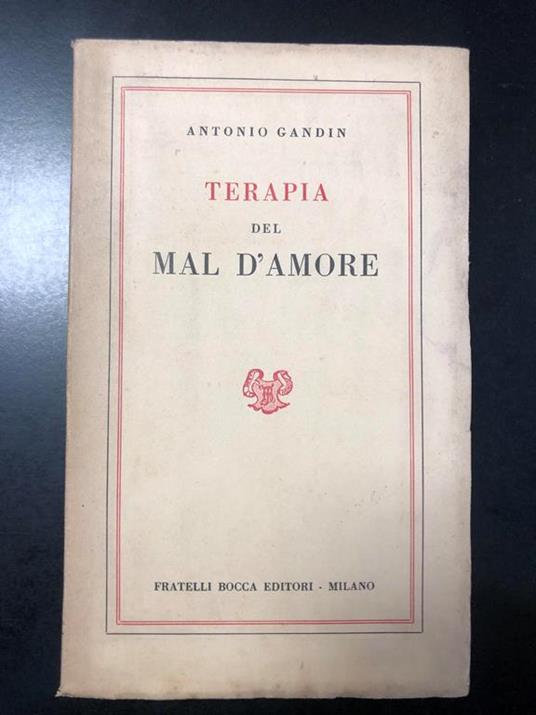 ANTONIO GANDIN
TERAPIA
DEL
MAL D'AMORE
FRATELLI BOCCA EDITORI - MILANO